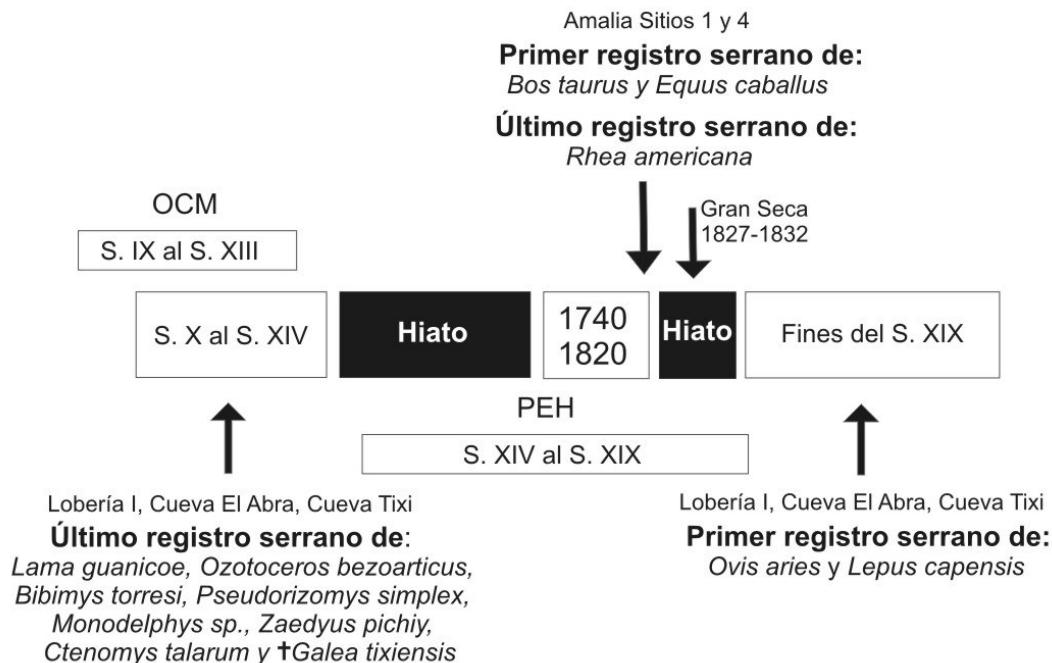 Amalia Sitios 1 y 4
Primer registro serrano de:
Bos taurus y Equus caballus
Último registro serrano de:
Rhea americana
Gran Seca
1827-1832
OCM
S. IX al S. XIII
S. X al S. XIV
Hiato
1740
1820
Hiato
Fines del S. XIX
PEH
S. XIV al S. XIX
Lobería I, Cueva El Abra, Cueva Tixi
Último registro serrano de:
Lama guanicoe, Ozotoceros bezoarticus,
Bibimys torresi, Pseudorizomys simplex,
Monodelphys sp., Zaedyus pichiy,
Ctenomys talarum y †Galea tixiensis
Lobería I, Cueva El Abra, Cueva Tixi
Primer registro serrano de:
Ovis aries y Lepus capensis